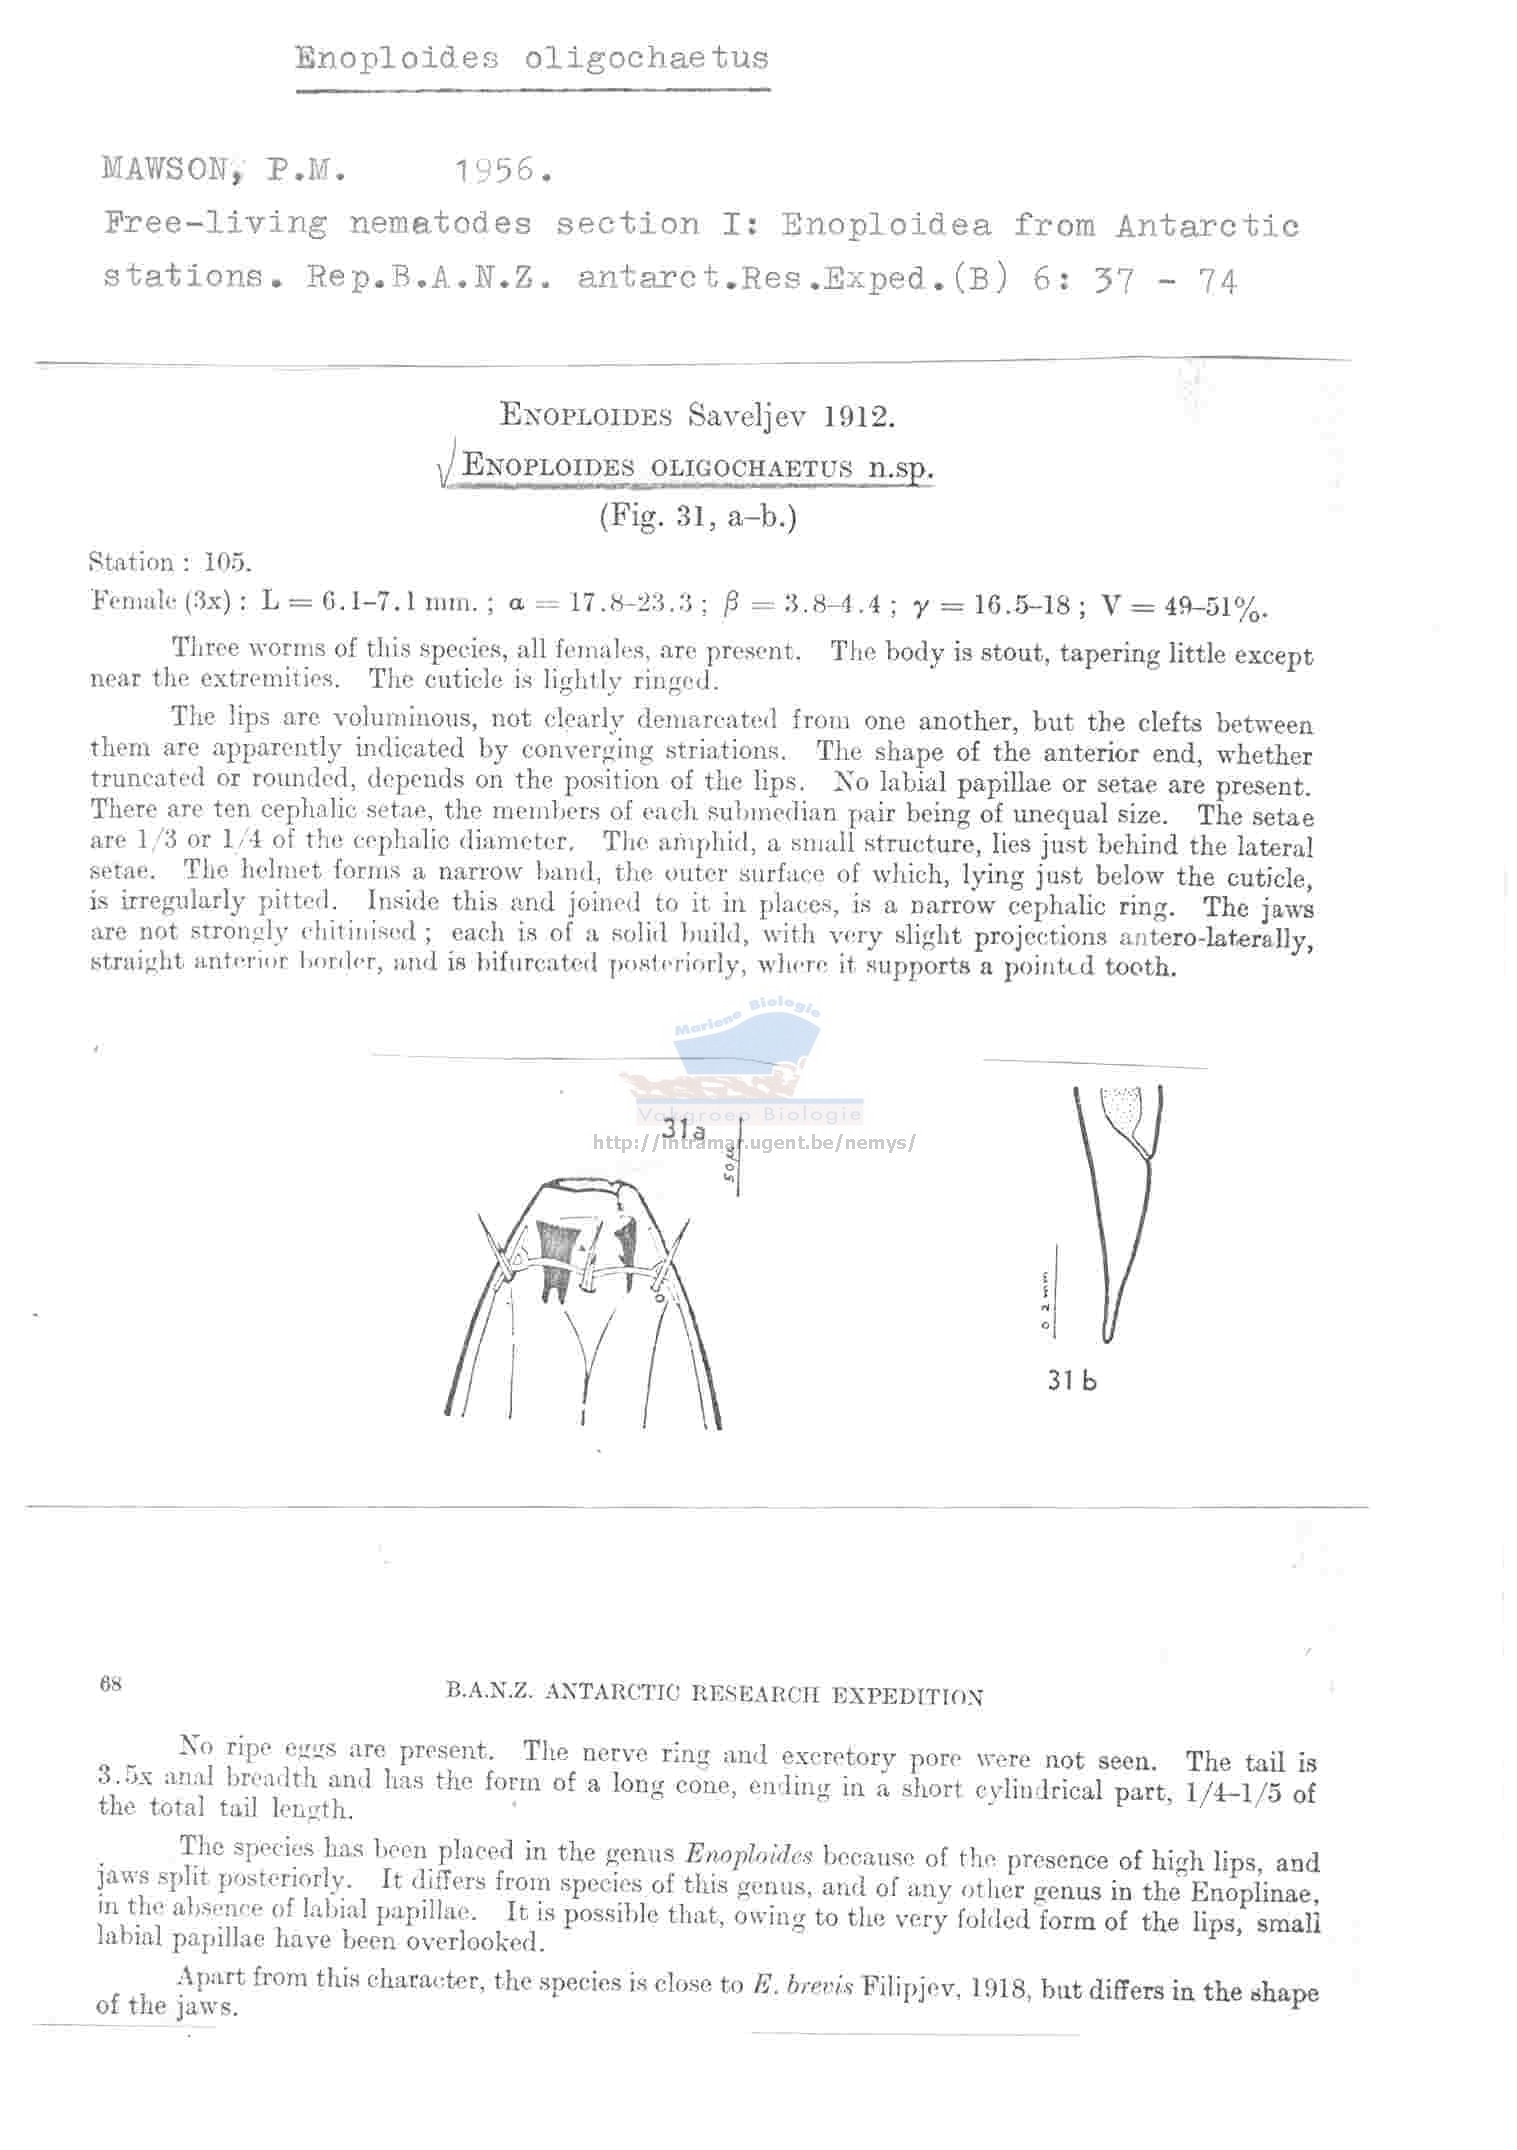 Enoploides oligochaetus
MAWSON, P.M. 1956.
Free-living nematodes section I: Enoploidea from Antarctic
stations. Rep.B.A.N.Z. antarct.Res.Exped.(B) 6: 37 - 74
ENOPLOIDES Saveljev 1912.
√ENOPLOIDES OLIGOCHAETUS n.sp.
(Fig. 31, a–b.)
Station : 105.
Female (3x) : L = 6.1–7.1 mm. ; α = 17.8–23.3 ; β = 3.8–4.4 ; γ = 16.5–18 ; V = 49–51%.
Three worms of this species, all females, are present. The body is stout, tapering little except
near the extremities. The cuticle is lightly ringed.
The lips are voluminous, not clearly demarcated from one another, but the clefts between
them are apparently indicated by converging striations. The shape of the anterior end, whether
truncated or rounded, depends on the position of the lips. No labial papillae or setae are present.
There are ten cephalic setae, the members of each submedian pair being of unequal size. The setae
are 1/3 or 1/4 of the cephalic diameter. The amphid, a small structure, lies just behind the lateral
setae. The helmet forms a narrow band, the outer surface of which, lying just below the cuticle,
is irregularly pitted. Inside this and joined to it in places, is a narrow cephalic ring. The jaws
are not strongly chitinised ; each is of a solid build, with very slight projections antero-laterally,
straight anterior border, and is bifurcated posteriorly, where it supports a pointed tooth.
Mariene Biologie
Vakgroep Biologie
http://intramar.ugent.be/nemys/
31a
50 µ
0 2 mm
31 b
68
B.A.N.Z. ANTARCTIC RESEARCH EXPEDITION
No ripe eggs are present. The nerve ring and excretory pore were not seen. The tail is
3.5x anal breadth and has the form of a long cone, ending in a short cylindrical part, 1/4–1/5 of
the total tail length.
The species has been placed in the genus Enoploides because of the presence of high lips, and
jaws split posteriorly. It differs from species of this genus, and of any other genus in the Enoplinae,
in the absence of labial papillae. It is possible that, owing to the very folded form of the lips, small
labial papillae have been overlooked.
Apart from this character, the species is close to E. brevis Filipjev, 1918, but differs in the shape
of the jaws.